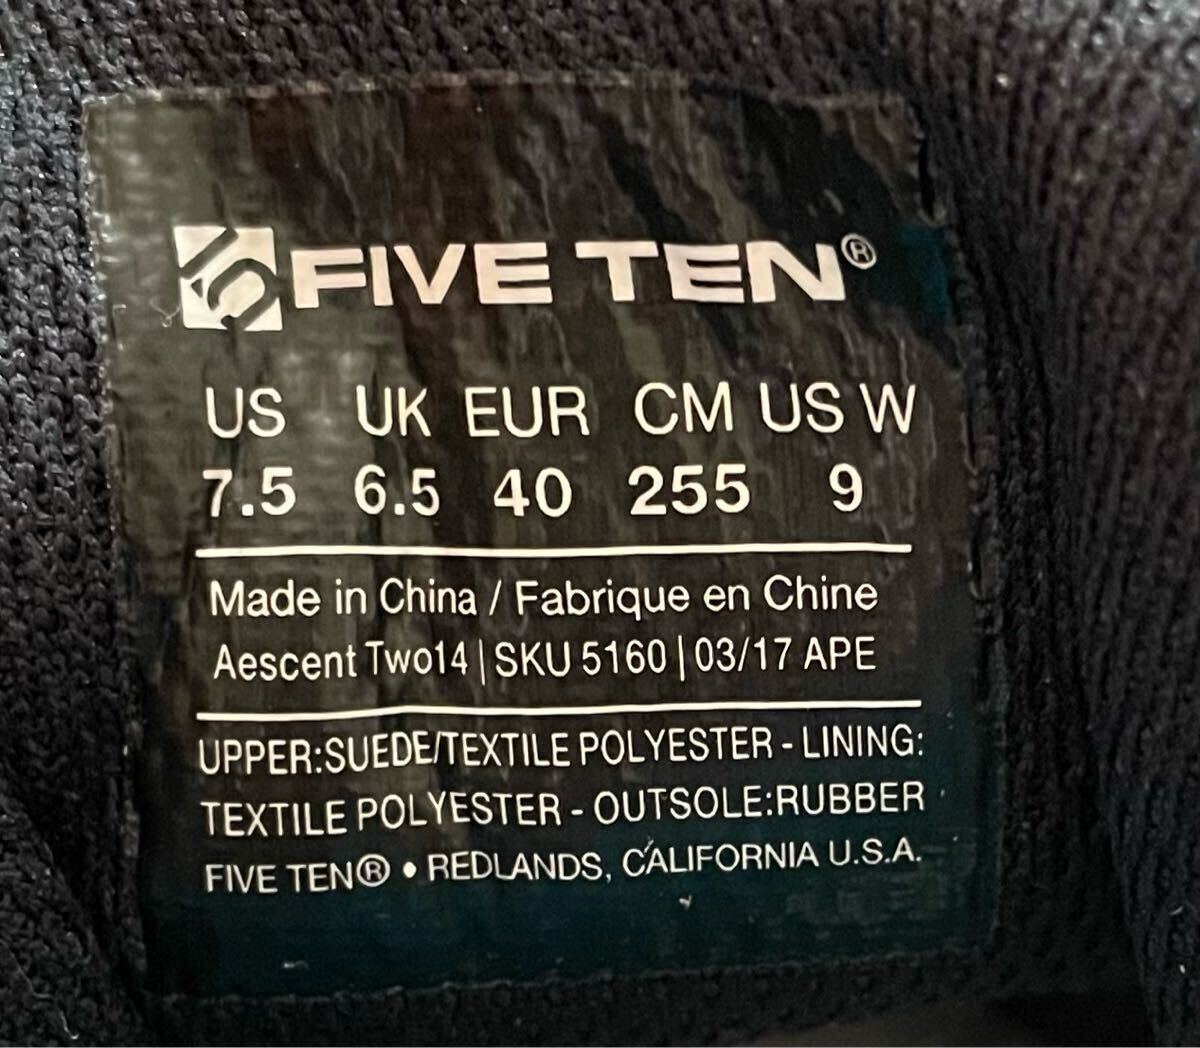 FIVE TEN®
US UK EUR CM US W
7.5 6.5 40 255 9
Made in China / Fabrique en Chine
Aescent Two14 | SKU 5160 | 03/17 APE
UPPER:SUEDE/TEXTILE POLYESTER - LINING:
TEXTILE POLYESTER - OUTSOLE:RUBBER
FIVE TEN® • REDLANDS, CALIFORNIA U.S.A.